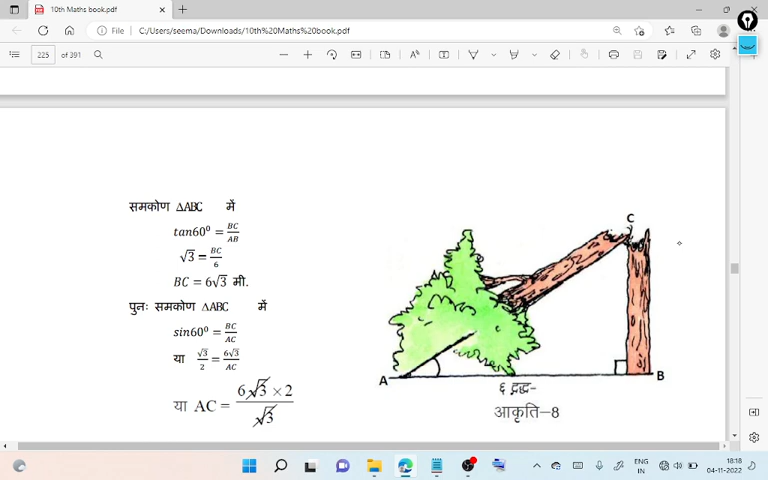 10th Maths book.pdf
File
C:/Users/seema/Downloads/10th%20Maths%20book.pdf
225 of 391
समकोण ΔABC में
tan60⁰ = BC/AB
√3 = BC/6
BC = 6√3 मी.
पुनः समकोण ΔABC में
sin60⁰ = BC/AC
या √3/2 = 6√3/AC
या AC = 6√3 × 2/√3
C
A
B
आकृति–8
ENG
IN
18:18
04-11-2022